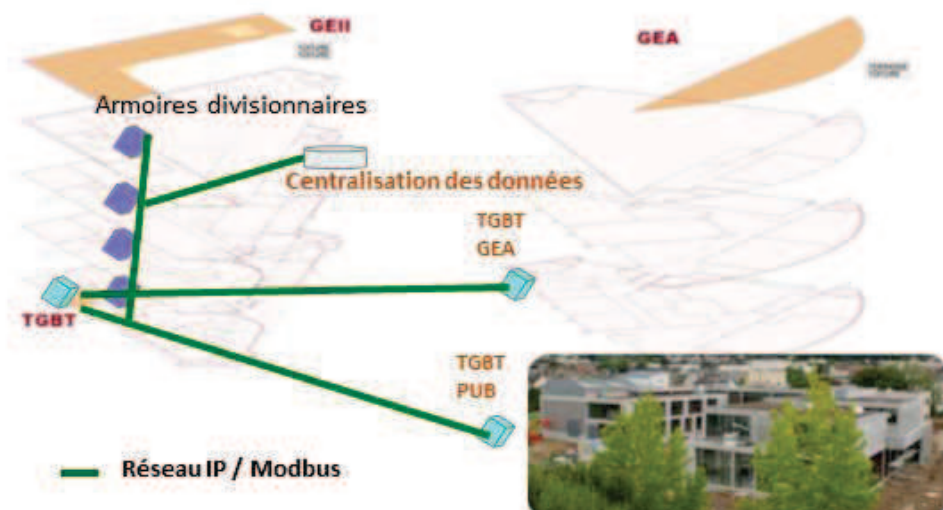 GEII
GEA
Armoires divisionnaires
Centralisation des données
TGBT
GEA
TGBT
TGBT
PUB
Réseau IP / Modbus